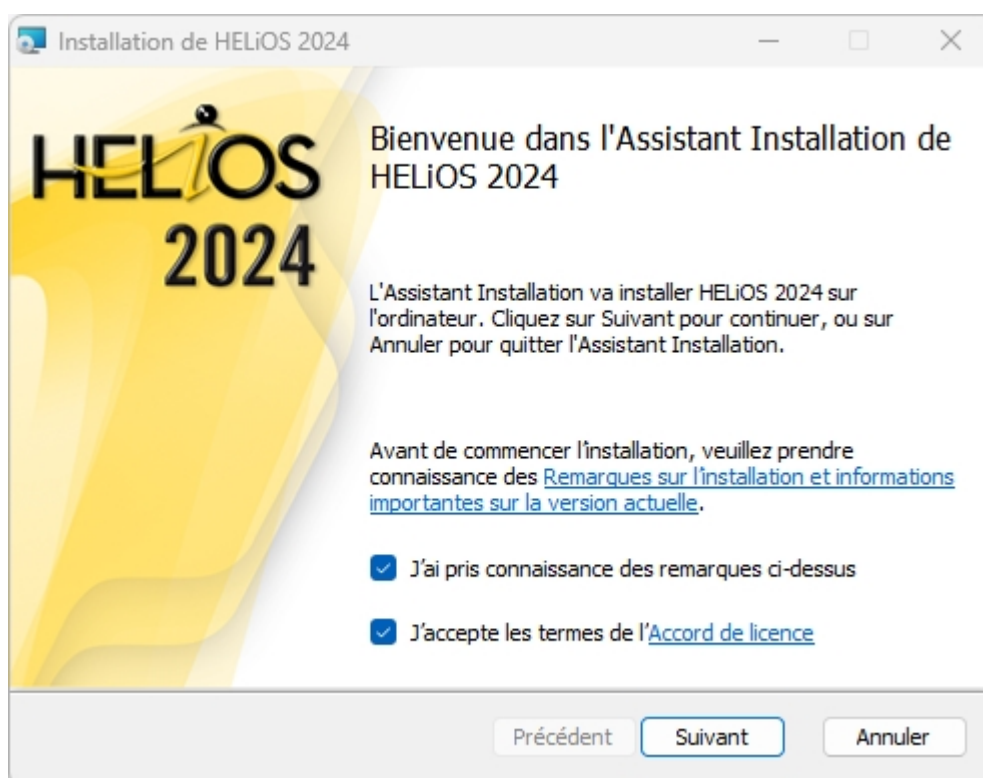 Installation de HELiOS 2024
HELiOS
2024
Bienvenue dans l'Assistant Installation de
HELiOS 2024
L'Assistant Installation va installer HELiOS 2024 sur
l'ordinateur. Cliquez sur Suivant pour continuer, ou sur
Annuler pour quitter l'Assistant Installation.
Avant de commencer l’installation, veuillez prendre
connaissance des Remarques sur l’installation et informations
importantes sur la version actuelle.
J’ai pris connaissance des remarques ci-dessus
J’accepte les termes de l’Accord de licence
Précédent Suivant Annuler